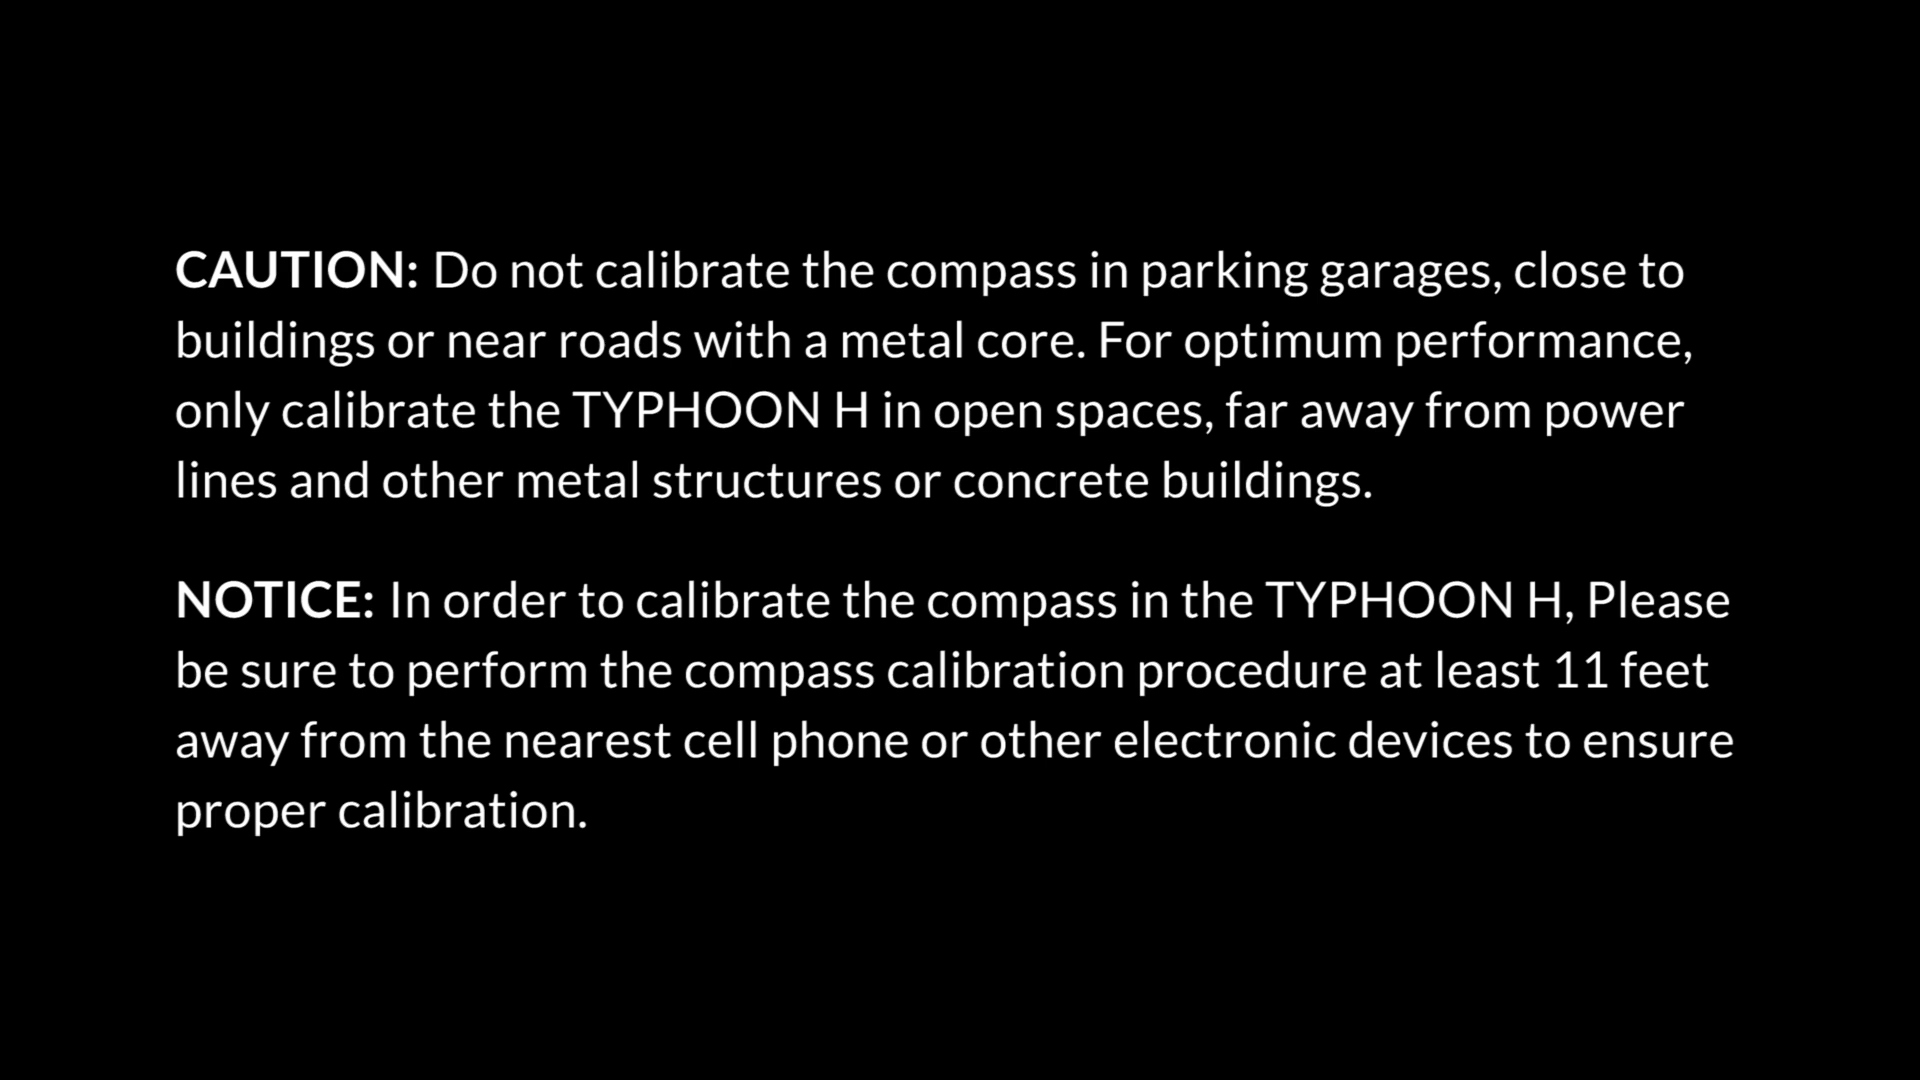 CAUTION: Do not calibrate the compass in parking garages, close to
buildings or near roads with a metal core. For optimum performance,
only calibrate the TYPHOON H in open spaces, far away from power
lines and other metal structures or concrete buildings.
NOTICE: In order to calibrate the compass in the TYPHOON H, Please
be sure to perform the compass calibration procedure at least 11 feet
away from the nearest cell phone or other electronic devices to ensure
proper calibration.